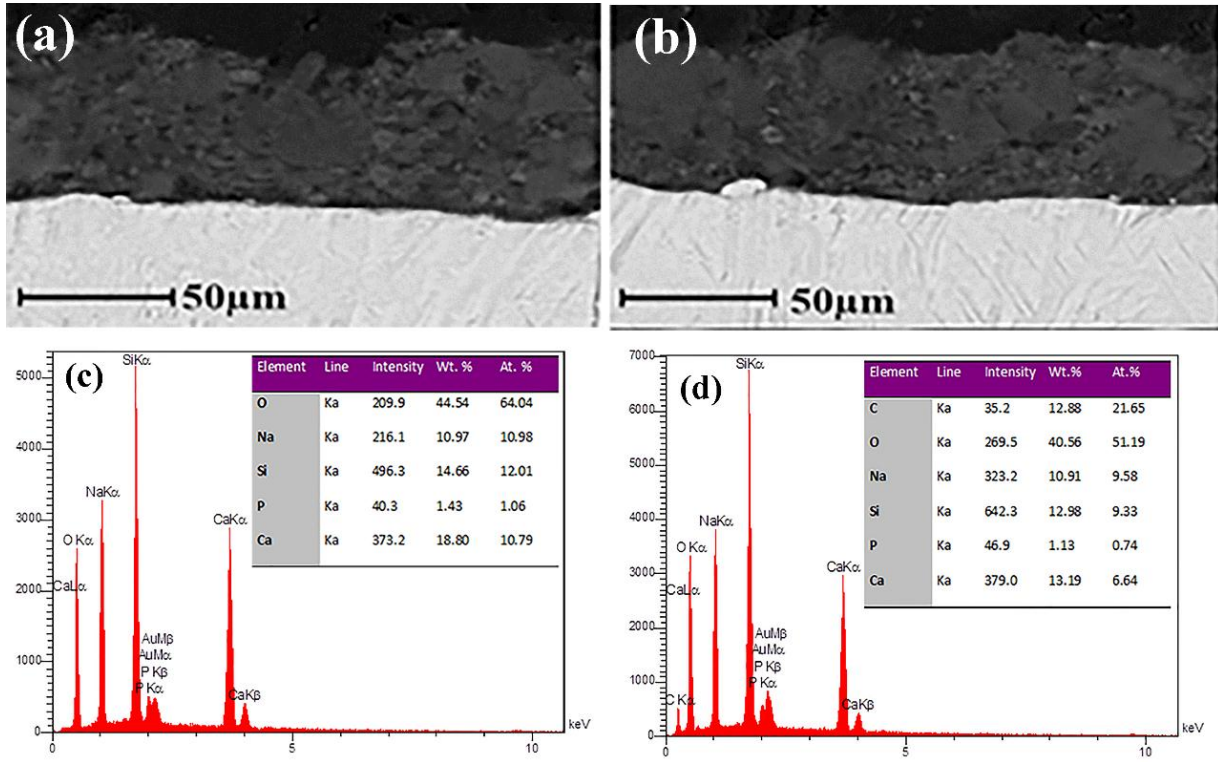 (a)
50μm
(b)
50μm
(c)
5000
4000
3000
2000
1000
0
0
5
10
keV
SiKα
NaKα
O Kα
CaLα
AuMβ
AuMα
P Kβ
P Kα
CaKα
CaKβ
Element Line Intensity Wt. % At. %
O Ka 209.9 44.54 64.04
Na Ka 216.1 10.97 10.98
Si Ka 496.3 14.66 12.01
P Ka 40.3 1.43 1.06
Ca Ka 373.2 18.80 10.79
(d)
7000
6000
5000
4000
3000
2000
1000
0
0
5
10
keV
SiKα
NaKα
O Kα
CaLα
C Kα
AuMβ
AuMα
P Kβ
P Kα
CaKα
CaKβ
Element Line Intensity Wt.% At.%
C Ka 35.2 12.88 21.65
O Ka 269.5 40.56 51.19
Na Ka 323.2 10.91 9.58
Si Ka 642.3 12.98 9.33
P Ka 46.9 1.13 0.74
Ca Ka 379.0 13.19 6.64